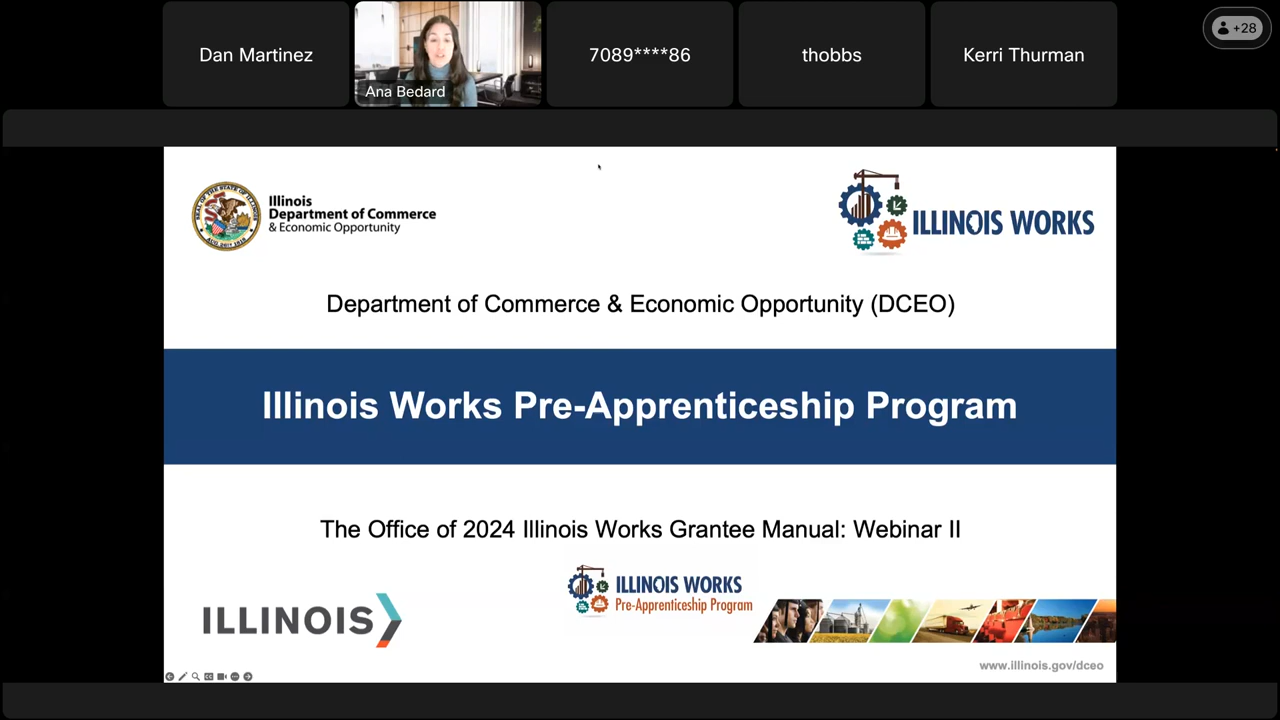 Dan Martinez
Ana Bedard
7089****86
thobbs
Kerri Thurman
+28
Illinois
Department of Commerce
& Economic Opportunity
ILLINOIS WORKS
Department of Commerce & Economic Opportunity (DCEO)
Illinois Works Pre-Apprenticeship Program
The Office of 2024 Illinois Works Grantee Manual: Webinar II
ILLINOIS WORKS
Pre-Apprenticeship Program
ILLINOIS
www.illinois.gov/dceo